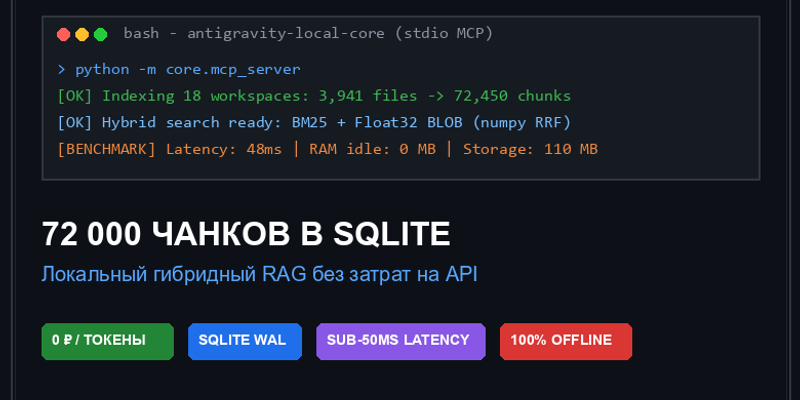 bash - antigravity-local-core (stdio MCP)
> python -m core.mcp_server
[OK] Indexing 18 workspaces: 3,941 files -> 72,450 chunks
[OK] Hybrid search ready: BM25 + Float32 BLOB (numpy RRF)
[BENCHMARK] Latency: 48ms | RAM idle: 0 MB | Storage: 110 MB
72 000 ЧАНКОВ В SQLITE
Локальный гибридный RAG без затрат на API
0 ₽ / ТОКЕНЫ
SQLITE WAL
SUB-50MS LATENCY
100% OFFLINE